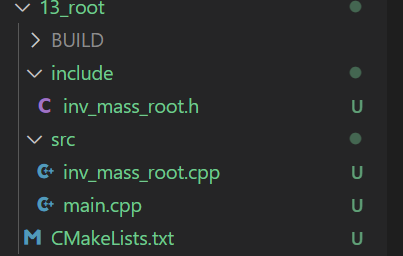 13_root
BUILD
include
C inv_mass_root.h U
src
C++ inv_mass_root.cpp U
C++ main.cpp U
M CMakeLists.txt U